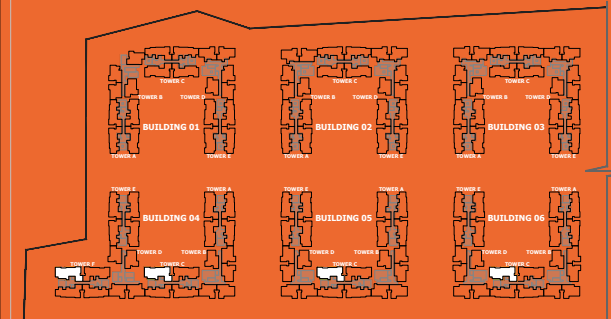 TOWER C TOWER C TOWER C
TOWER B TOWER D TOWER B TOWER D TOWER B TOWER D
BUILDING 01 BUILDING 02 BUILDING 03
TOWER A TOWER E TOWER A TOWER E TOWER A TOWER E
TOWER E TOWER A TOWER E TOWER A TOWER E TOWER A
BUILDING 04 BUILDING 05 BUILDING 06
TOWER D TOWER B TOWER D TOWER B TOWER D TOWER B
TOWER F TOWER C TOWER C TOWER C